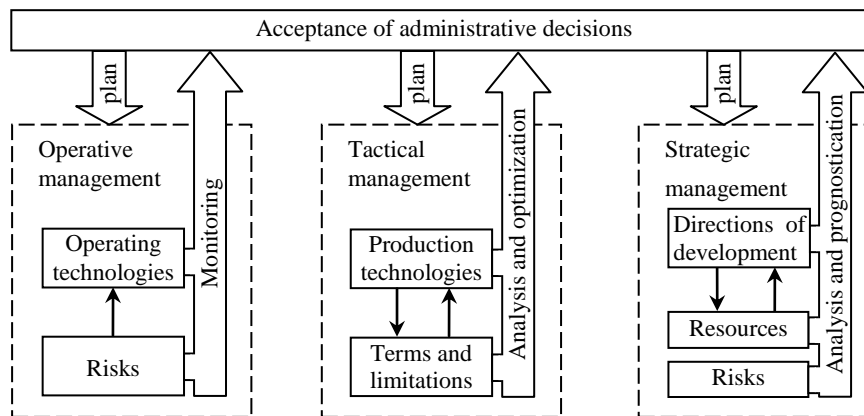 Acceptance of administrative decisions
plan
plan
plan
Operative
management
Operating
technologies
Risks
Monitoring
Tactical
management
Production
technologies
Terms and
limitations
Analysis and optimization
Strategic
management
Directions of
development
Resources
Risks
Analysis and prognostication